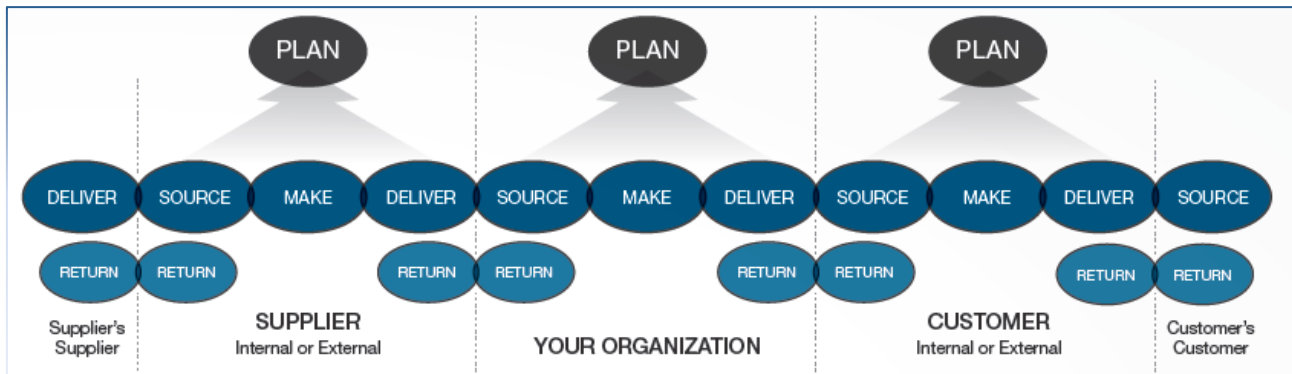 PLAN PLAN PLAN
DELIVER SOURCE MAKE DELIVER SOURCE MAKE DELIVER SOURCE MAKE DELIVER SOURCE
RETURN RETURN RETURN RETURN RETURN RETURN RETURN RETURN
Supplier's
Supplier
SUPPLIER
Internal or External
YOUR ORGANIZATION
CUSTOMER
Internal or External
Customer's
Customer